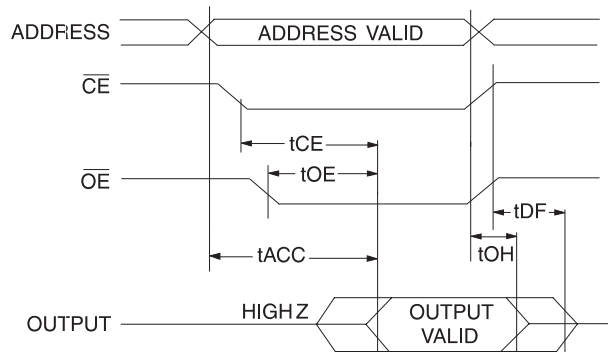 ADDRESS
ADDRESS VALID
CE
tCE
OE
tOE
tDF
tACC
tOH
OUTPUT
HIGH Z
OUTPUT
VALID